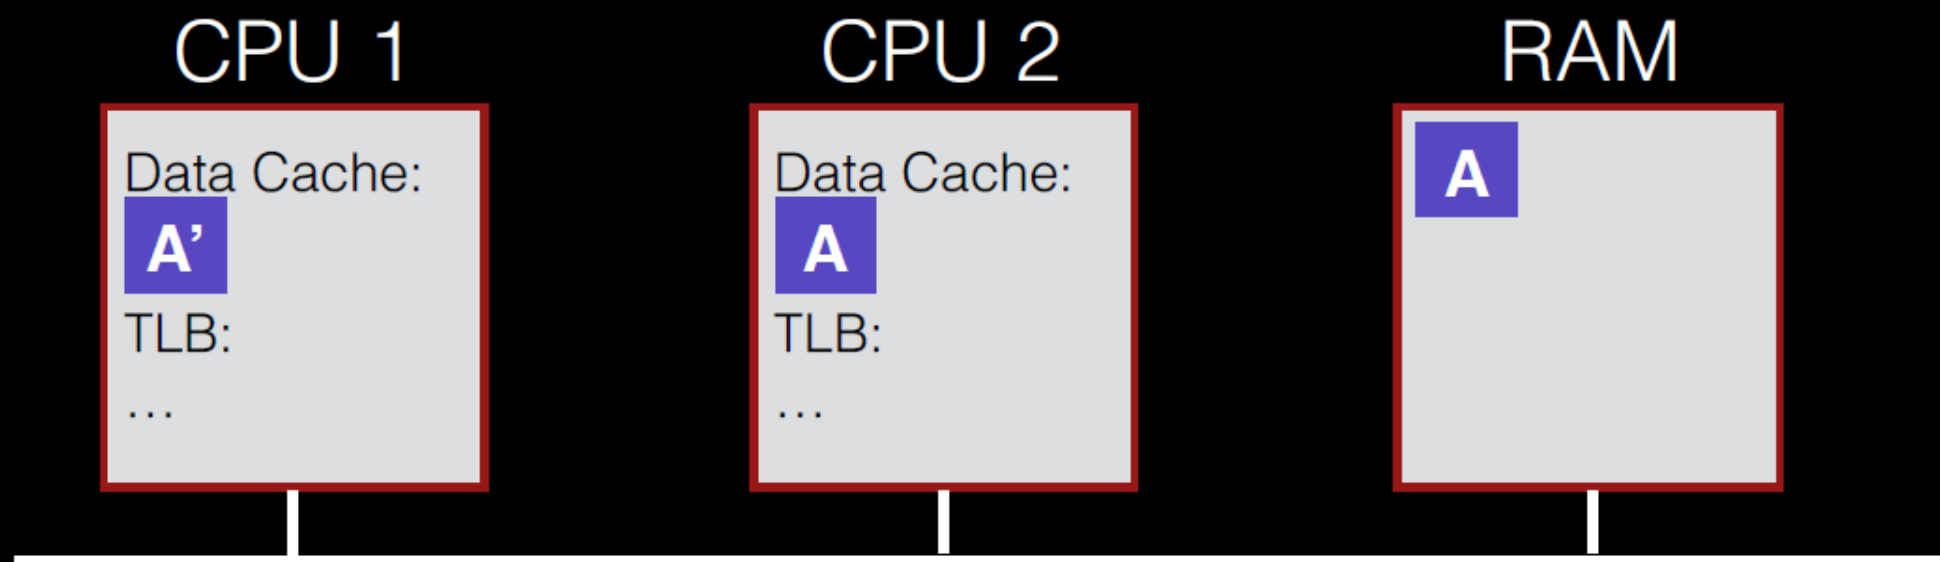 CPU 1
Data Cache:
A’
TLB:
…
CPU 2
Data Cache:
A
TLB:
…
RAM
A